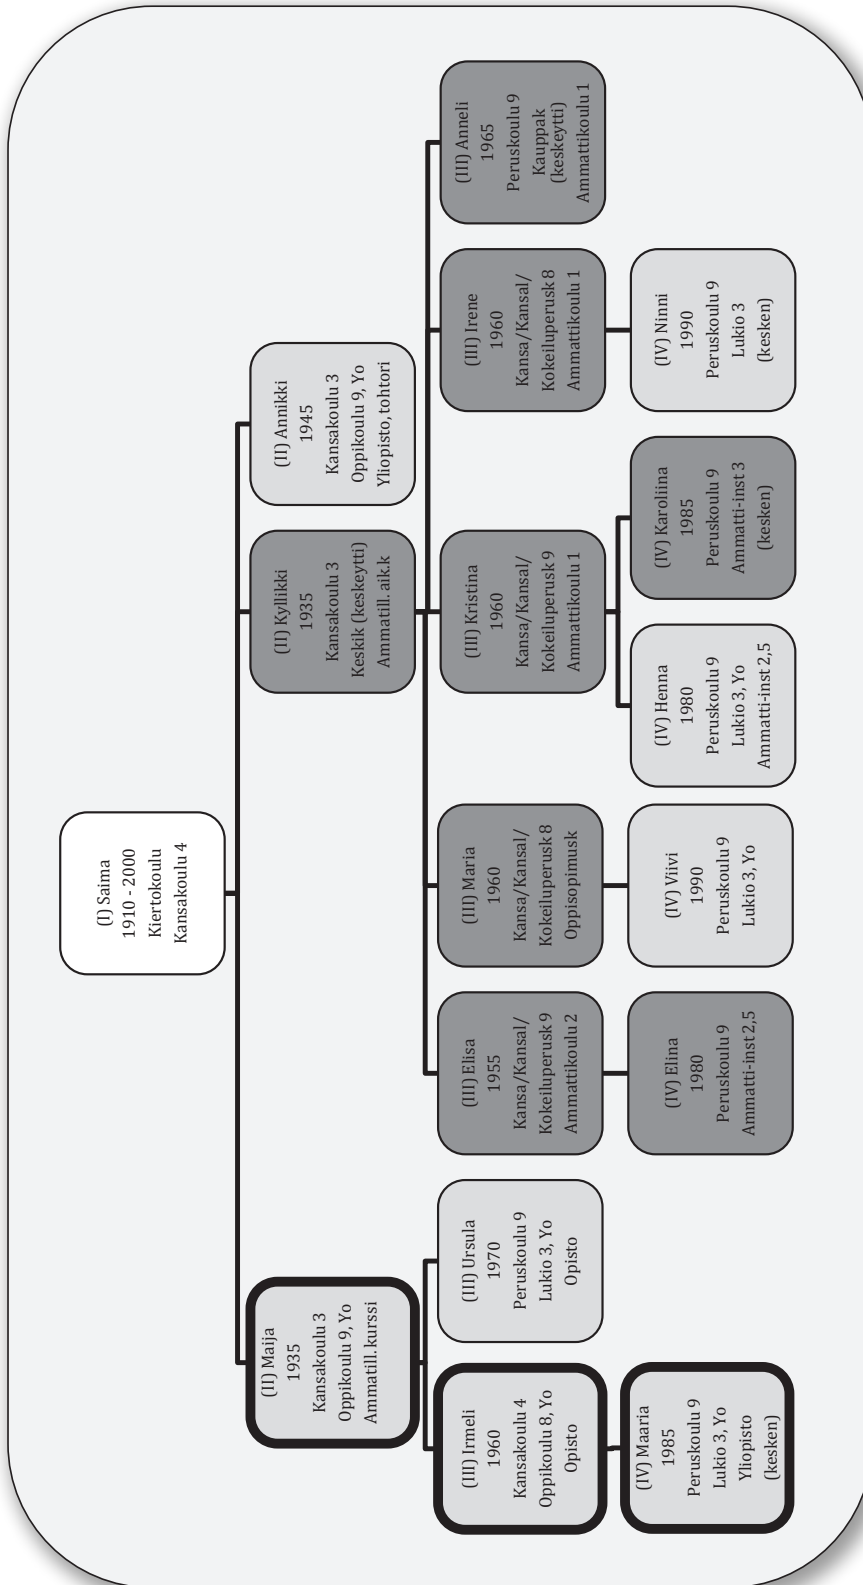 (I) Saima
1910 - 2000
Kiertokoulu
Kansakoulu 4
(II) Maija
1935
Kansakoulu 3
Oppikoulu 9, Yo
Ammatill. kurssi
(II) Kyllikki
1935
Kansakoulu 3
Keskik (keskeytti)
Ammatill. aik.k
(II) Annikki
1945
Kansakoulu 3
Oppikoulu 9, Yo
Yliopisto, tohtori
(III) Irmeli
1960
Kansakoulu 4
Oppikoulu 8, Yo
Opisto
(III) Ursula
1970
Peruskoulu 9
Lukio 3, Yo
Opisto
(III) Elisa
1955
Kansa/Kansal/
Kokeiluperusk 9
Ammattikoulu 2
(III) Maria
1960
Kansa/Kansal/
Kokeiluperusk 8
Oppisopimusk
(III) Kristina
1960
Kansa/Kansal/
Kokeiluperusk 9
Ammattikoulu 1
(III) Irene
1960
Kansa/Kansal/
Kokeiluperusk 8
Ammattikoulu 1
(III) Anneli
1965
Peruskoulu 9
Kauppak
(keskeytti)
Ammattikoulu 1
(IV) Maaria
1985
Peruskoulu 9
Lukio 3, Yo
Yliopisto
(kesken)
(IV) Elina
1980
Peruskoulu 9
Ammatti-inst 2,5
(IV) Viivi
1990
Peruskoulu 9
Lukio 3, Yo
(IV) Henna
1980
Peruskoulu 9
Lukio 3, Yo
Ammatti-inst 2,5
(IV) Karoliina
1985
Peruskoulu 9
Ammatti-inst 3
(kesken)
(IV) Ninni
1990
Peruskoulu 9
Lukio 3
(kesken)